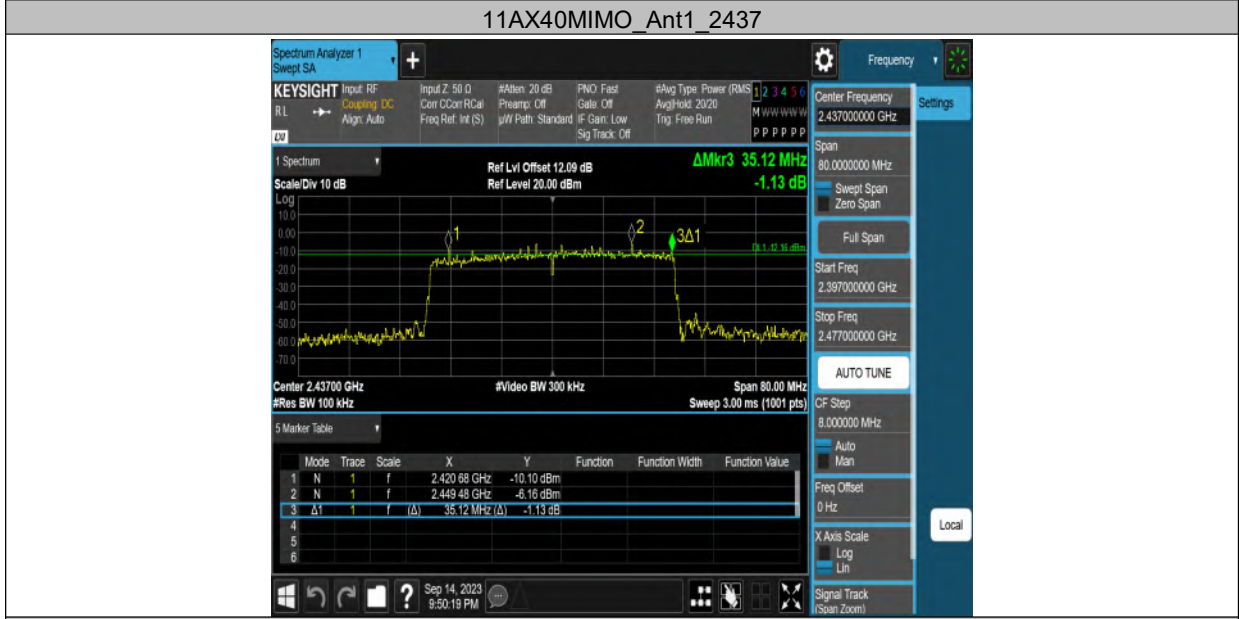 11AX40MIMO_Ant1_2437
Spectrum Analyzer 1
Swept SA
+
Frequency
KEYSIGHT Input: RF
R L
Coupling: DC
Align: Auto
LXI
Input Z: 50 Ω
Corr CCorr RCal
Freq Ref: Int (S)
#Atten: 20 dB
Preamp: Off
µW Path: Standard
PNO: Fast
Gate: Off
IF Gain: Low
Sig Track: Off
#Avg Type: Power (RMS
Avg|Hold: 20/20
Trig: Free Run
1 2 3 4 5 6
M W W W W W
P P P P P P
Center Frequency
2.437000000 GHz
Settings
Span
80.0000000 MHz
Swept Span
Zero Span
Full Span
Start Freq
2.397000000 GHz
Stop Freq
2.477000000 GHz
AUTO TUNE
CF Step
8.000000 MHz
Auto
Man
Freq Offset
0 Hz
X Axis Scale
Log
Lin
Signal Track
(Span Zoom)
Local
1 Spectrum
Scale/Div 10 dB
Ref Lvl Offset 12.09 dB
Ref Level 20.00 dBm
ΔMkr3 35.12 MHz
-1.13 dB
Log
10.0
0.00
-10.0
-20.0
-30.0
-40.0
-50.0
-60.0
-70.0
1
2
3Δ1
DL1 -12.16 dBm
Center 2.43700 GHz
#Video BW 300 kHz
Span 80.00 MHz
#Res BW 100 kHz
Sweep 3.00 ms (1001 pts)
5 Marker Table
Mode Trace Scale X Y Function Function Width Function Value
1 N 1 f 2.420 68 GHz -10.10 dBm
2 N 1 f 2.449 48 GHz -6.16 dBm
3 Δ1 1 f (Δ) 35.12 MHz (Δ) -1.13 dB
4
5
6
?
Sep 14, 2023
9:50:19 PM